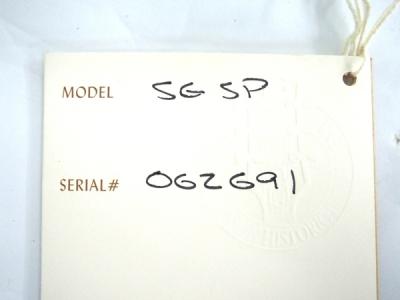 MODEL SG SP
SERIAL# 062691
HISTORIC